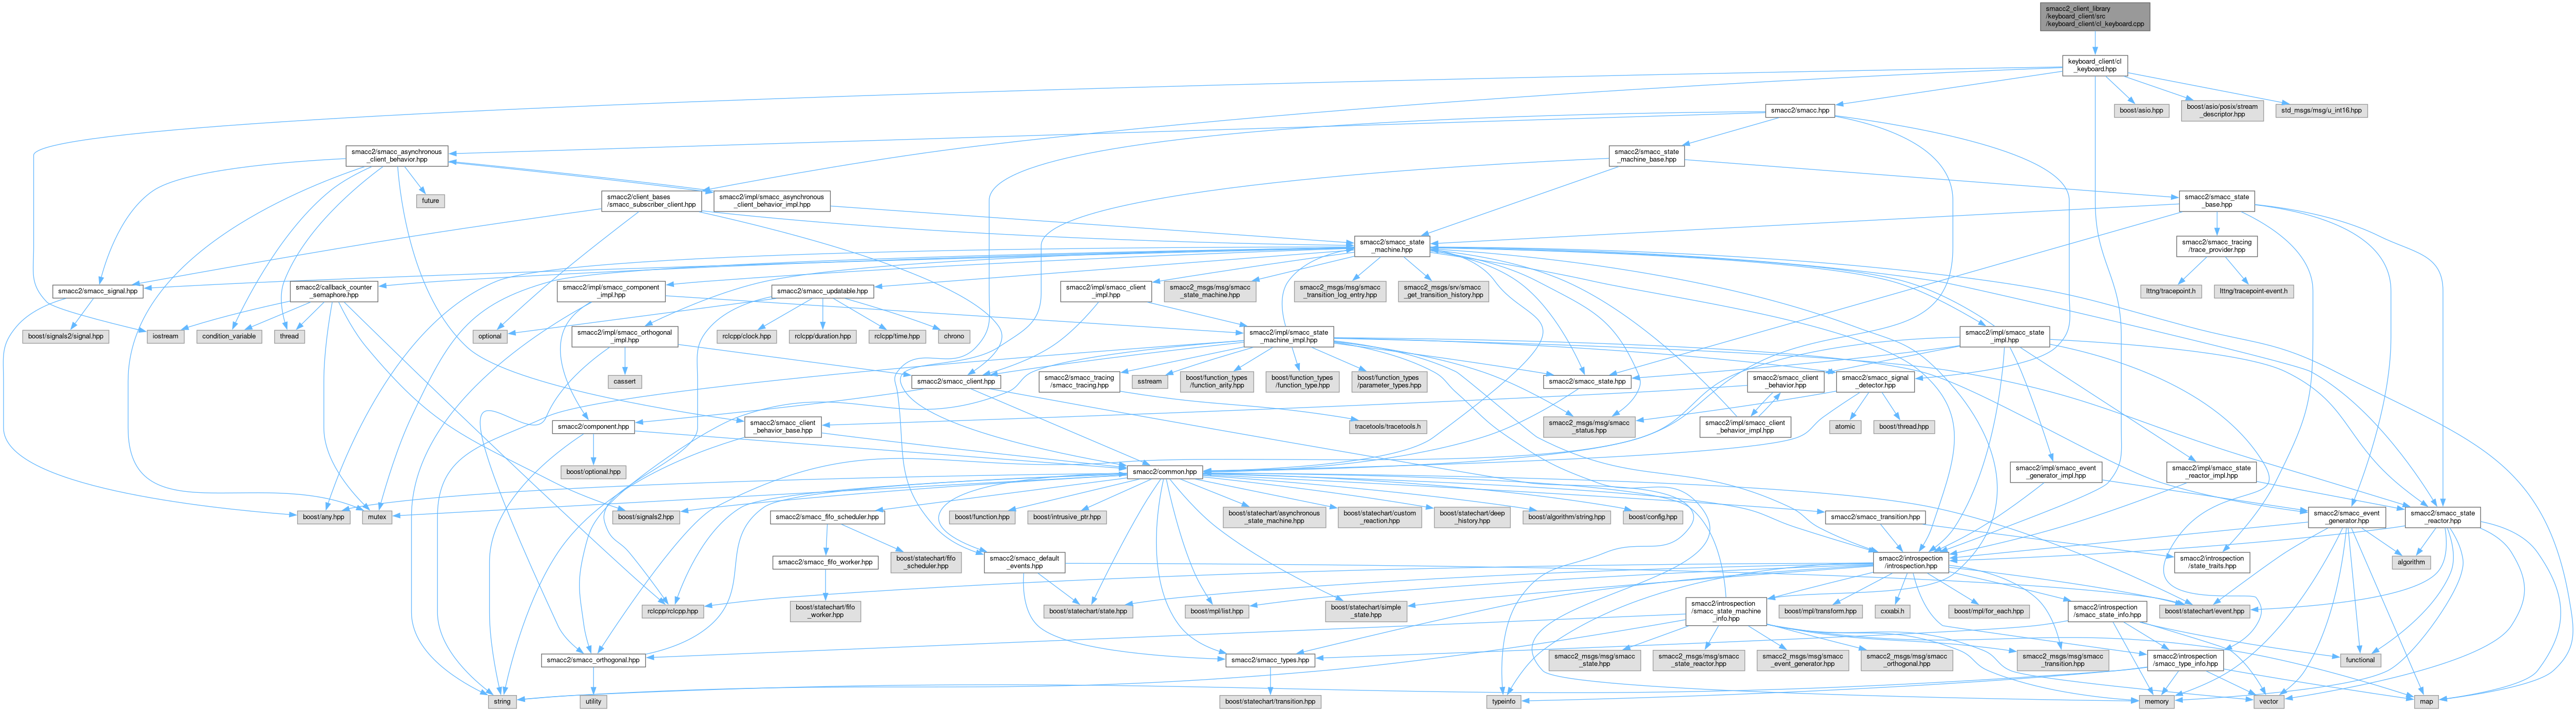 smacc2_client_library
/keyboard_client/src
/keyboard_client/cl_keyboard.cpp
keyboard_client/cl
_keyboard.hpp
smacc2/smacc.hpp
boost/asio.hpp
boost/asio/posix/stream
_descriptor.hpp
std_msgs/msg/u_int16.hpp
smacc2/smacc_asynchronous
_client_behavior.hpp
smacc2/smacc_state
_machine_base.hpp
future
smacc2/client_bases
/smacc_subscriber_client.hpp
smacc2/impl/smacc_asynchronous
_client_behavior_impl.hpp
smacc2/smacc_state
_base.hpp
smacc2/smacc_state
_machine.hpp
smacc2/smacc_tracing
/trace_provider.hpp
smacc2/smacc_signal.hpp
smacc2/callback_counter
_semaphore.hpp
smacc2/impl/smacc_component
_impl.hpp
smacc2/smacc_updatable.hpp
smacc2/impl/smacc_client
_impl.hpp
smacc2_msgs/msg/smacc
_state_machine.hpp
smacc2_msgs/msg/smacc
_transition_log_entry.hpp
smacc2_msgs/srv/smacc
_get_transition_history.hpp
lttng/tracepoint.h
lttng/tracepoint-event.h
boost/signals2/signal.hpp
iostream
condition_variable
thread
optional
smacc2/impl/smacc_orthogonal
_impl.hpp
rclcpp/clock.hpp
rclcpp/duration.hpp
rclcpp/time.hpp
chrono
smacc2/impl/smacc_state
_machine_impl.hpp
smacc2/impl/smacc_state
_impl.hpp
cassert
smacc2/smacc_client.hpp
smacc2/smacc_tracing
/smacc_tracing.hpp
sstream
boost/function_types
/function_arity.hpp
boost/function_types
/function_type.hpp
boost/function_types
/parameter_types.hpp
smacc2/smacc_state.hpp
smacc2/smacc_client
_behavior.hpp
smacc2/smacc_signal
_detector.hpp
smacc2/component.hpp
smacc2/smacc_client
_behavior_base.hpp
tracetools/tracetools.h
smacc2_msgs/msg/smacc
_status.hpp
smacc2/impl/smacc_client
_behavior_impl.hpp
atomic
boost/thread.hpp
boost/optional.hpp
smacc2/common.hpp
smacc2/impl/smacc_event
_generator_impl.hpp
smacc2/impl/smacc_state
_reactor_impl.hpp
boost/any.hpp
mutex
boost/signals2.hpp
smacc2/smacc_fifo_scheduler.hpp
boost/function.hpp
boost/intrusive_ptr.hpp
boost/statechart/asynchronous
_state_machine.hpp
boost/statechart/custom
_reaction.hpp
boost/statechart/deep
_history.hpp
boost/algorithm/string.hpp
boost/config.hpp
smacc2/smacc_transition.hpp
smacc2/smacc_event
_generator.hpp
smacc2/smacc_state
_reactor.hpp
smacc2/smacc_fifo_worker.hpp
boost/statechart/fifo
_scheduler.hpp
smacc2/smacc_default
_events.hpp
smacc2/introspection
/introspection.hpp
smacc2/introspection
/state_traits.hpp
algorithm
rclcpp/rclcpp.hpp
boost/statechart/fifo
_worker.hpp
boost/statechart/state.hpp
boost/mpl/list.hpp
boost/statechart/simple
_state.hpp
smacc2/introspection
/smacc_state_machine
_info.hpp
boost/mpl/transform.hpp
cxxabi.h
boost/mpl/for_each.hpp
smacc2/introspection
/smacc_state_info.hpp
boost/statechart/event.hpp
smacc2/smacc_orthogonal.hpp
smacc2/smacc_types.hpp
smacc2_msgs/msg/smacc
_state.hpp
smacc2_msgs/msg/smacc
_state_reactor.hpp
smacc2_msgs/msg/smacc
_event_generator.hpp
smacc2_msgs/msg/smacc
_orthogonal.hpp
smacc2_msgs/msg/smacc
_transition.hpp
smacc2/introspection
/smacc_type_info.hpp
functional
string
utility
boost/statechart/transition.hpp
typeinfo
memory
vector
map